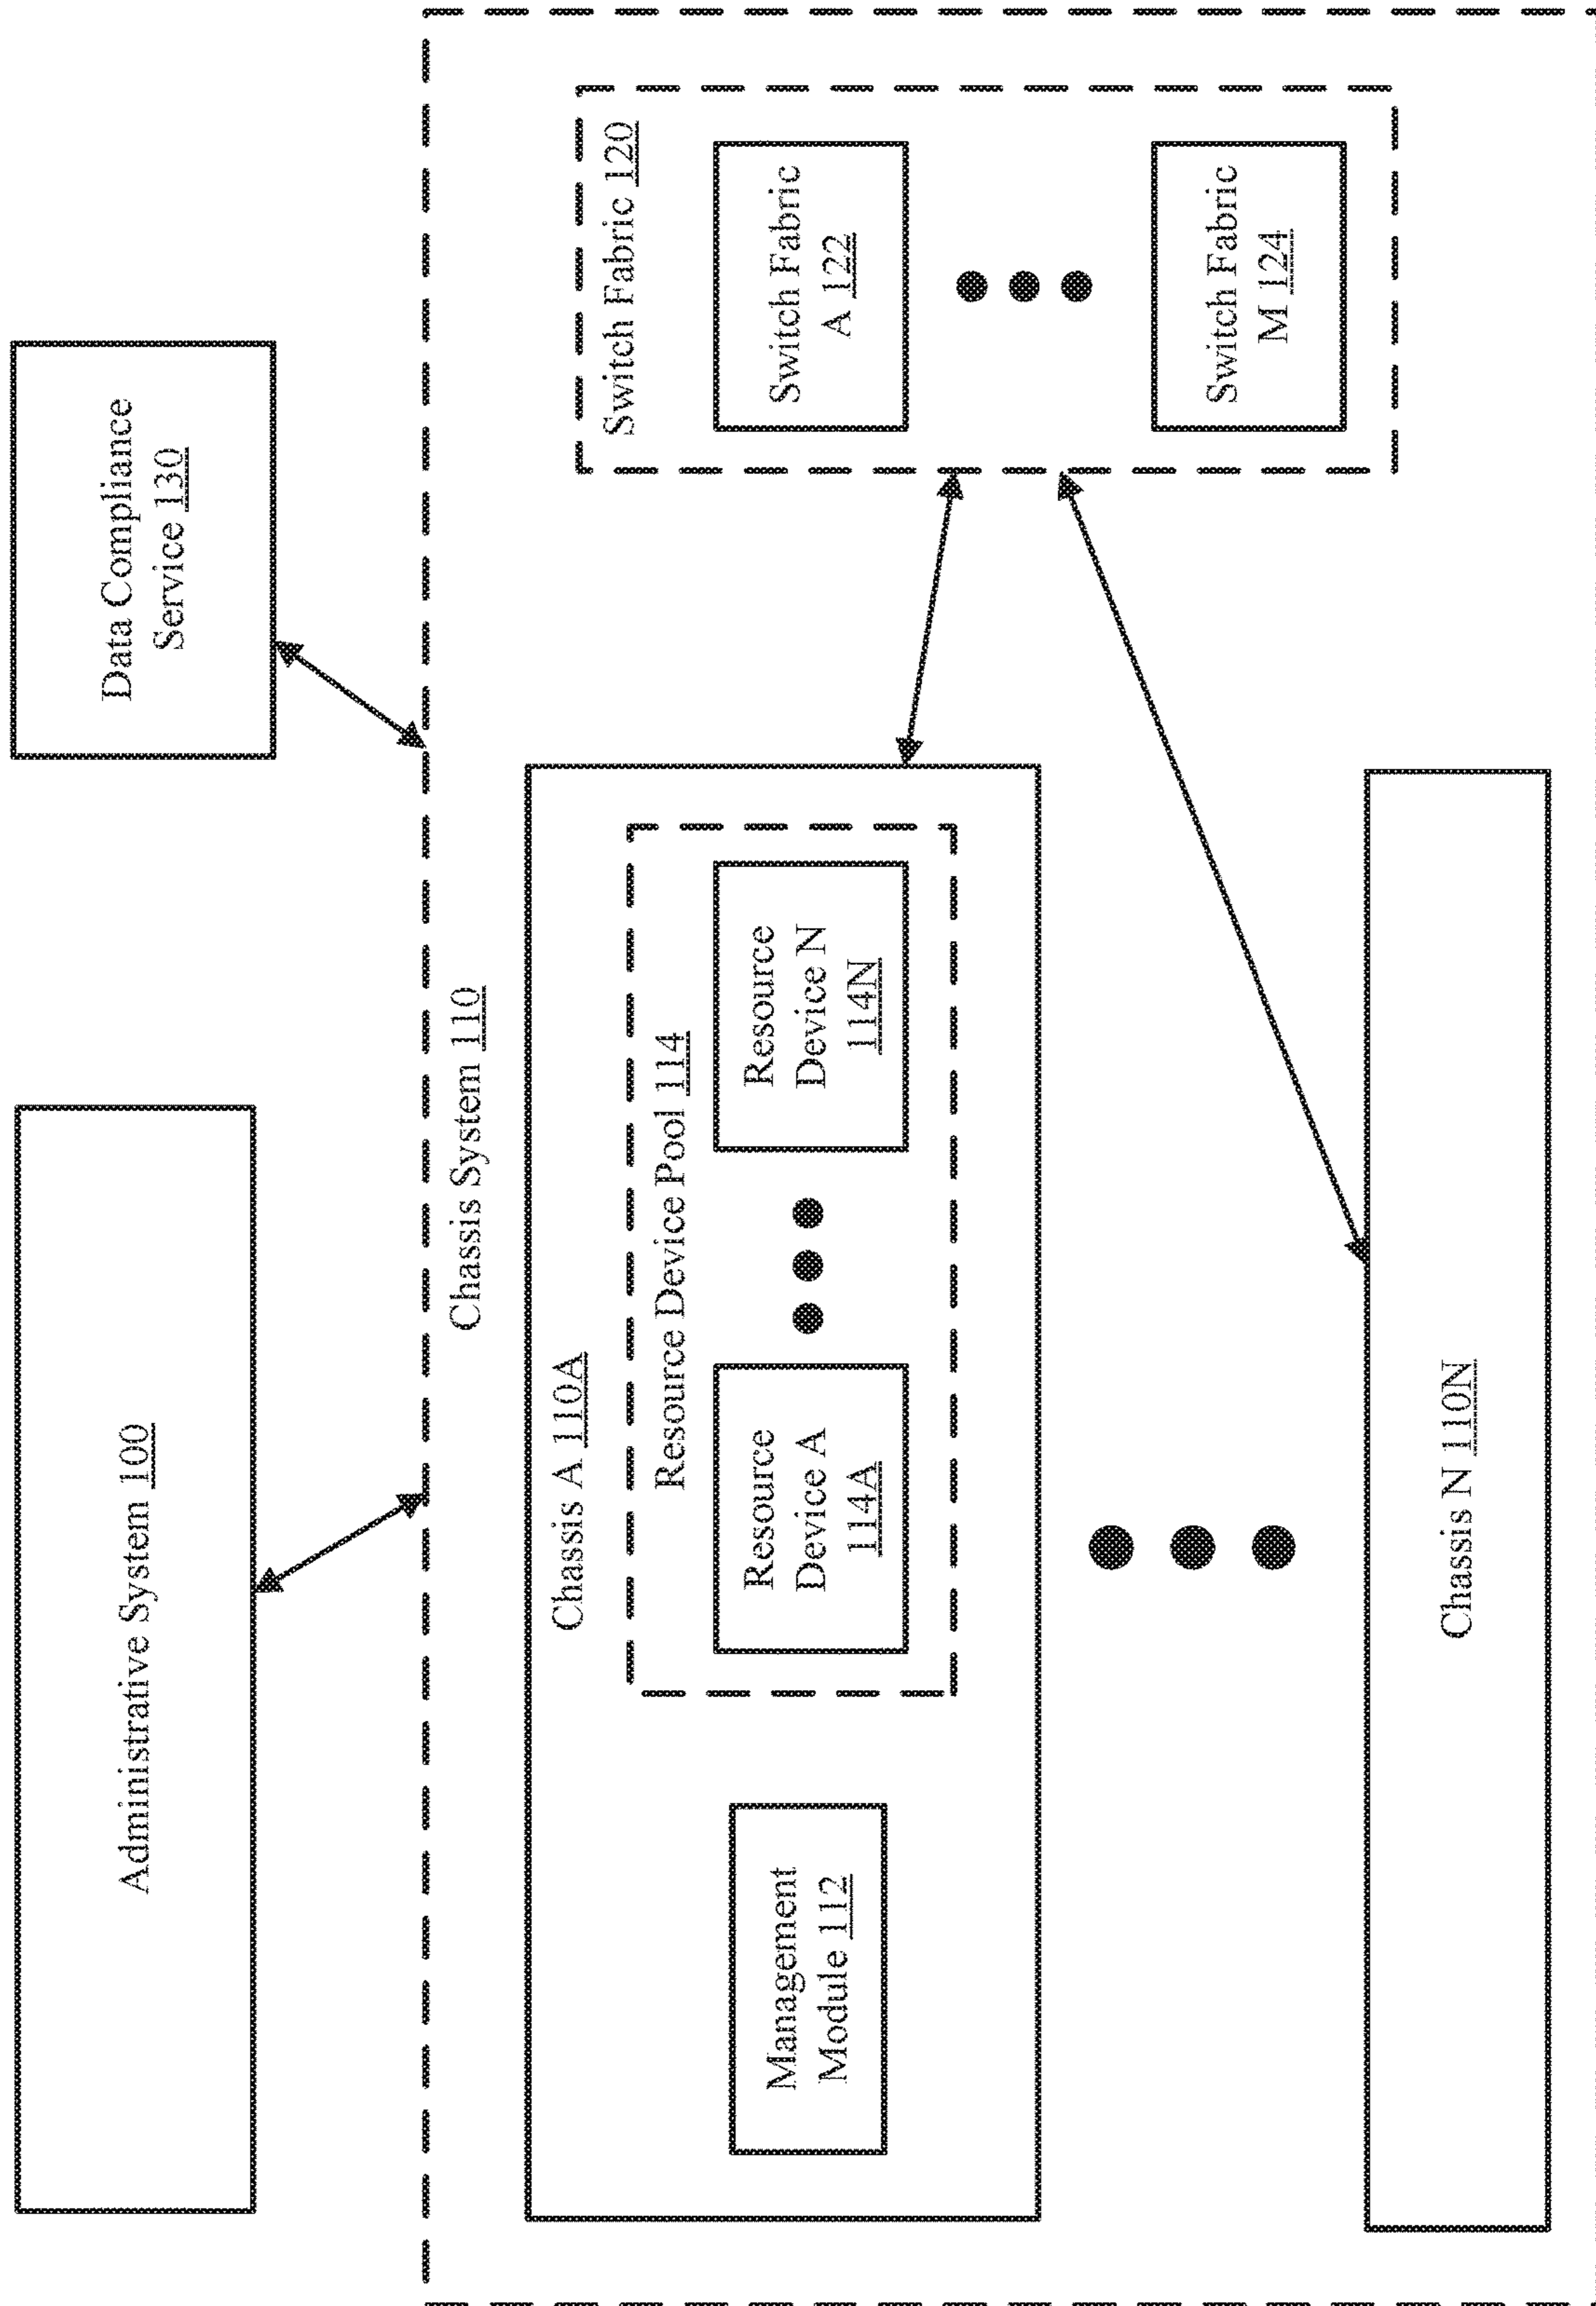 Administrative System 100
Data Compliance
Service 130
Chassis System 110
Chassis A 110A
Management
Module 112
Resource Device Pool 114
Resource
Device A
114A
Resource
Device N
114N
Switch Fabric 120
Switch Fabric
A 122
Switch Fabric
M 124
Chassis N 110N